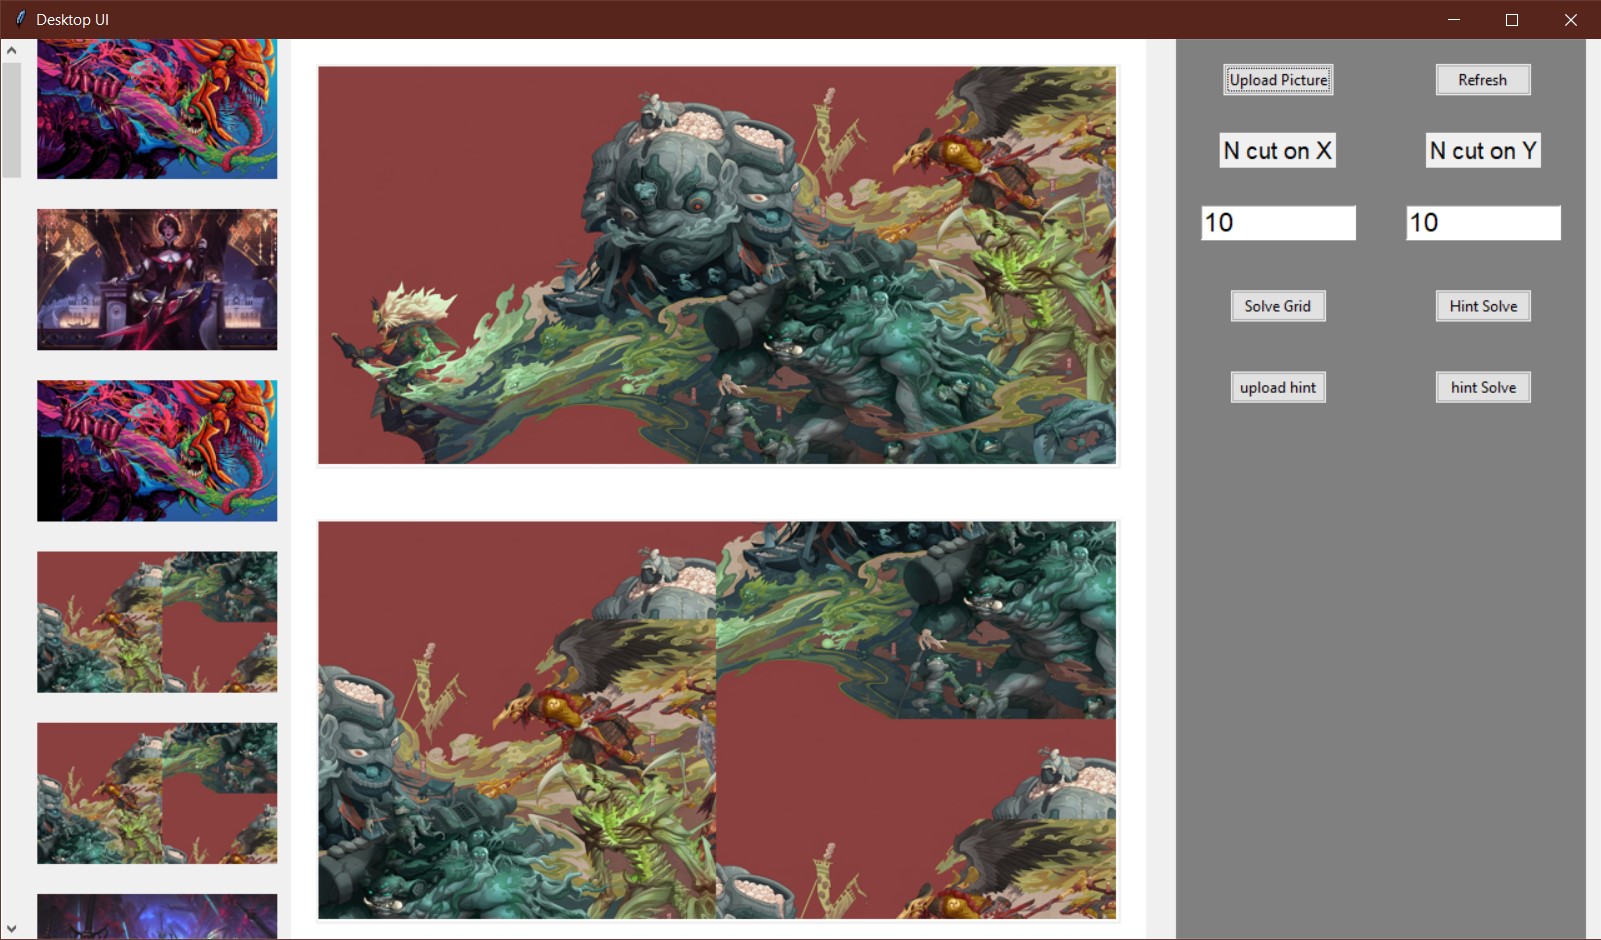 Desktop UI
Upload Picture
Refresh
N cut on X
N cut on Y
10
10
Solve Grid
Hint Solve
upload hint
hint Solve